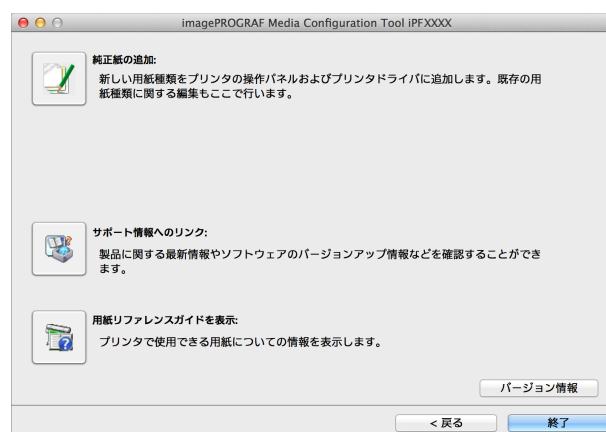 imagePROGRAF Media Configuration Tool iPFXXXX
純正紙の追加:
新しい用紙種類をプリンタの操作パネルおよびプリンタドライバに追加します。既存の用
紙種類に関する編集もここで行います。
サポート情報へのリンク:
製品に関する最新情報やソフトウェアのバージョンアップ情報などを確認することができ
ます。
用紙リファレンスガイドを表示:
プリンタで使用できる用紙についての情報を表示します。
バージョン情報
< 戻る
終了